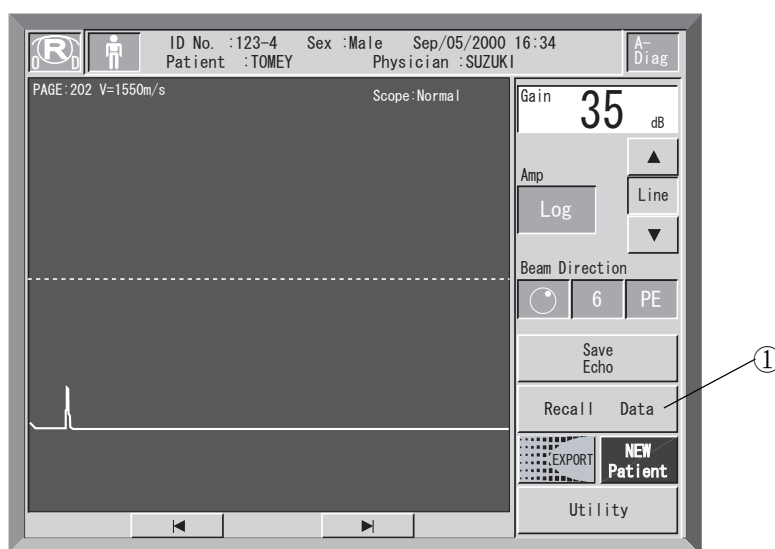 ID No. :123-4 Sex :Male Sep/05/2000 16:34
Patient :TOMEY Physician :SUZUKI
R
O D
A-
Diag
PAGE:202 V=1550m/s Scope:Normal
Gain 35 dB
▲
Amp
Log
Line
▼
Beam Direction
6 PE
Save
Echo
Recall Data
①
EXPORT
NEW
Patient
Utility